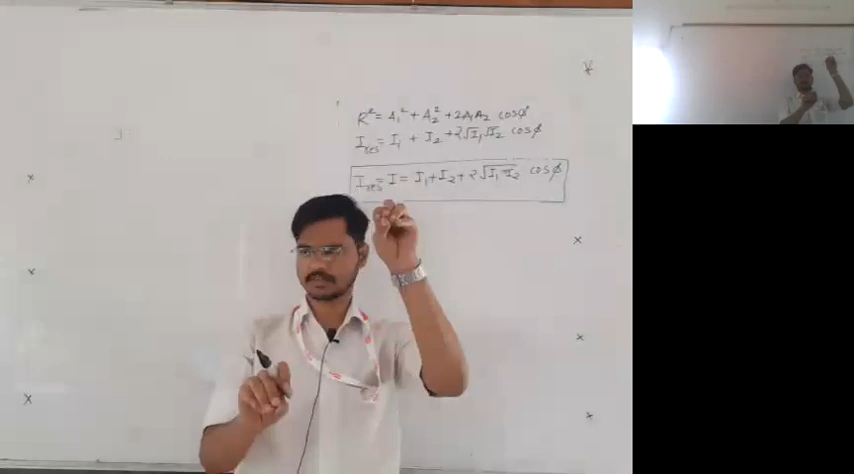 R² = A₁² + A₂² + 2A₁A₂ cosφ
I_res = I₁ + I₂ + 2√I₁√I₂ cosφ
I_res = I = I₁ + I₂ + 2√I₁ I₂ cosφ